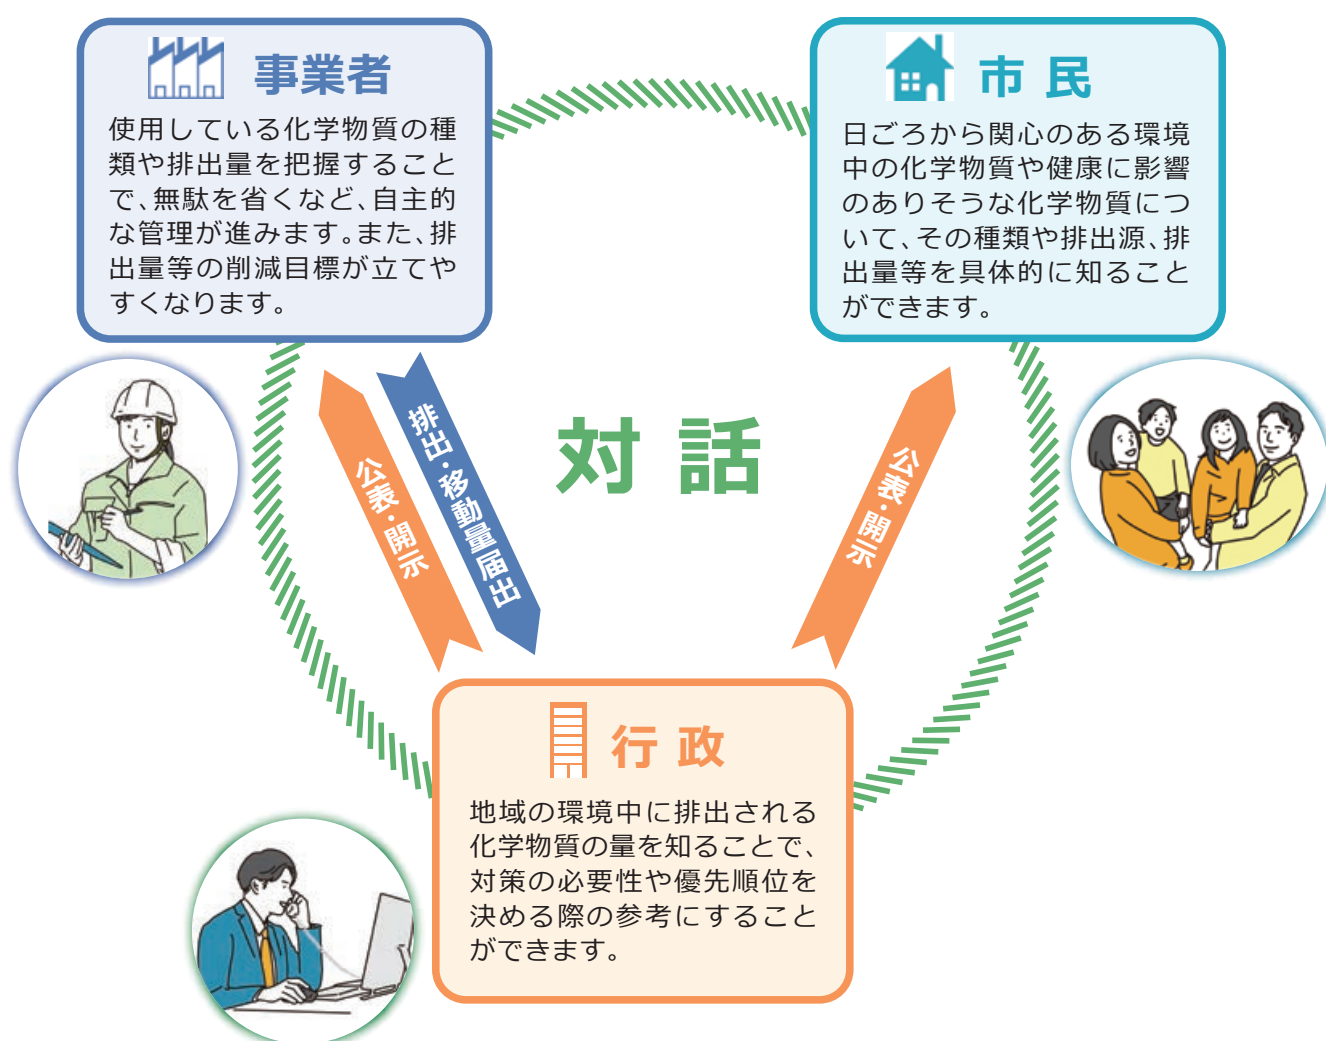 事業者
使用している化学物質の種
類や排出量を把握すること
で、無駄を省くなど、自主的
な管理が進みます。また、排
出量等の削減目標が立てや
すくなります。
市民
日ごろから関心のある環境
中の化学物質や健康に影響
のありそうな化学物質につ
いて、その種類や排出源、排
出量等を具体的に知ること
ができます。
公表・開示
排出・移動量届出
対話
公表・開示
行政
地域の環境中に排出される
化学物質の量を知ることで、
対策の必要性や優先順位を
決める際の参考にすること
ができます。